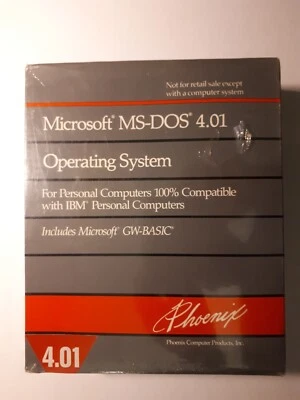 Not for retail sale except
with a computer system
Microsoft® MS-DOS® 4.01
Operating System
For Personal Computers 100% Compatible
with IBM® Personal Computers
Includes Microsoft® GW-BASIC®
Phoenix
Phoenix Computer Products, Inc.
4.01